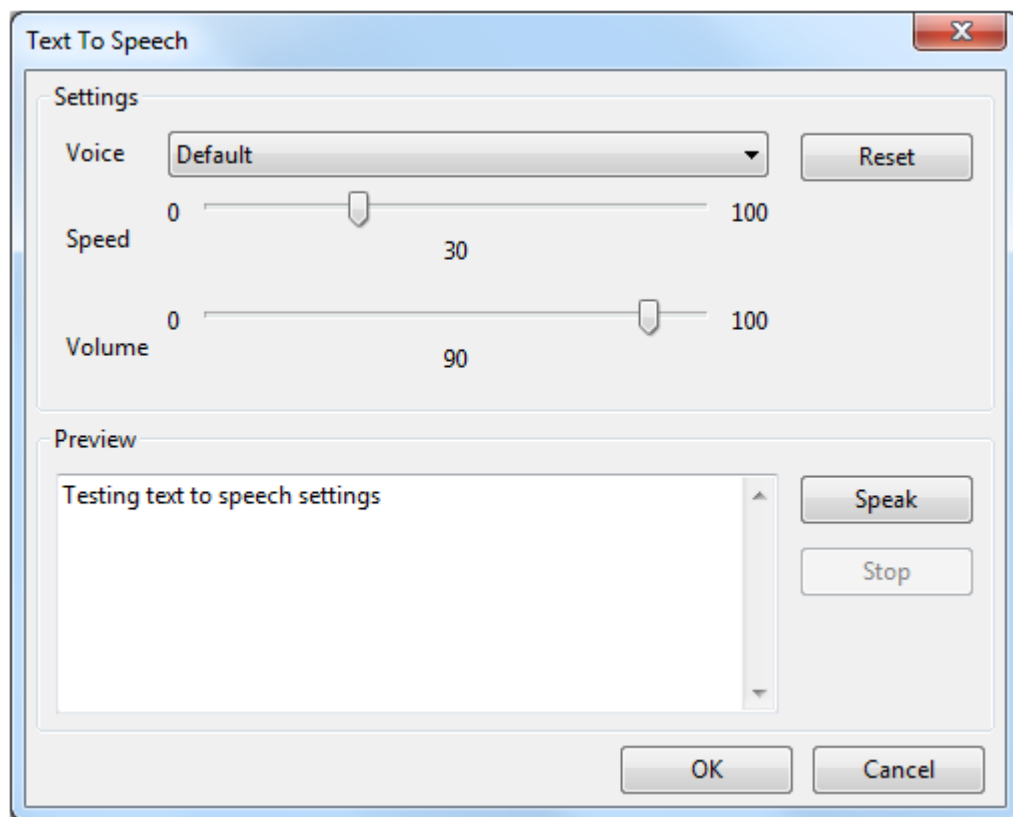 Text To Speech
Settings
Voice Default Reset
0 100
Speed
30
0 100
Volume
90
Preview
Testing text to speech settings
Speak
Stop
OK Cancel